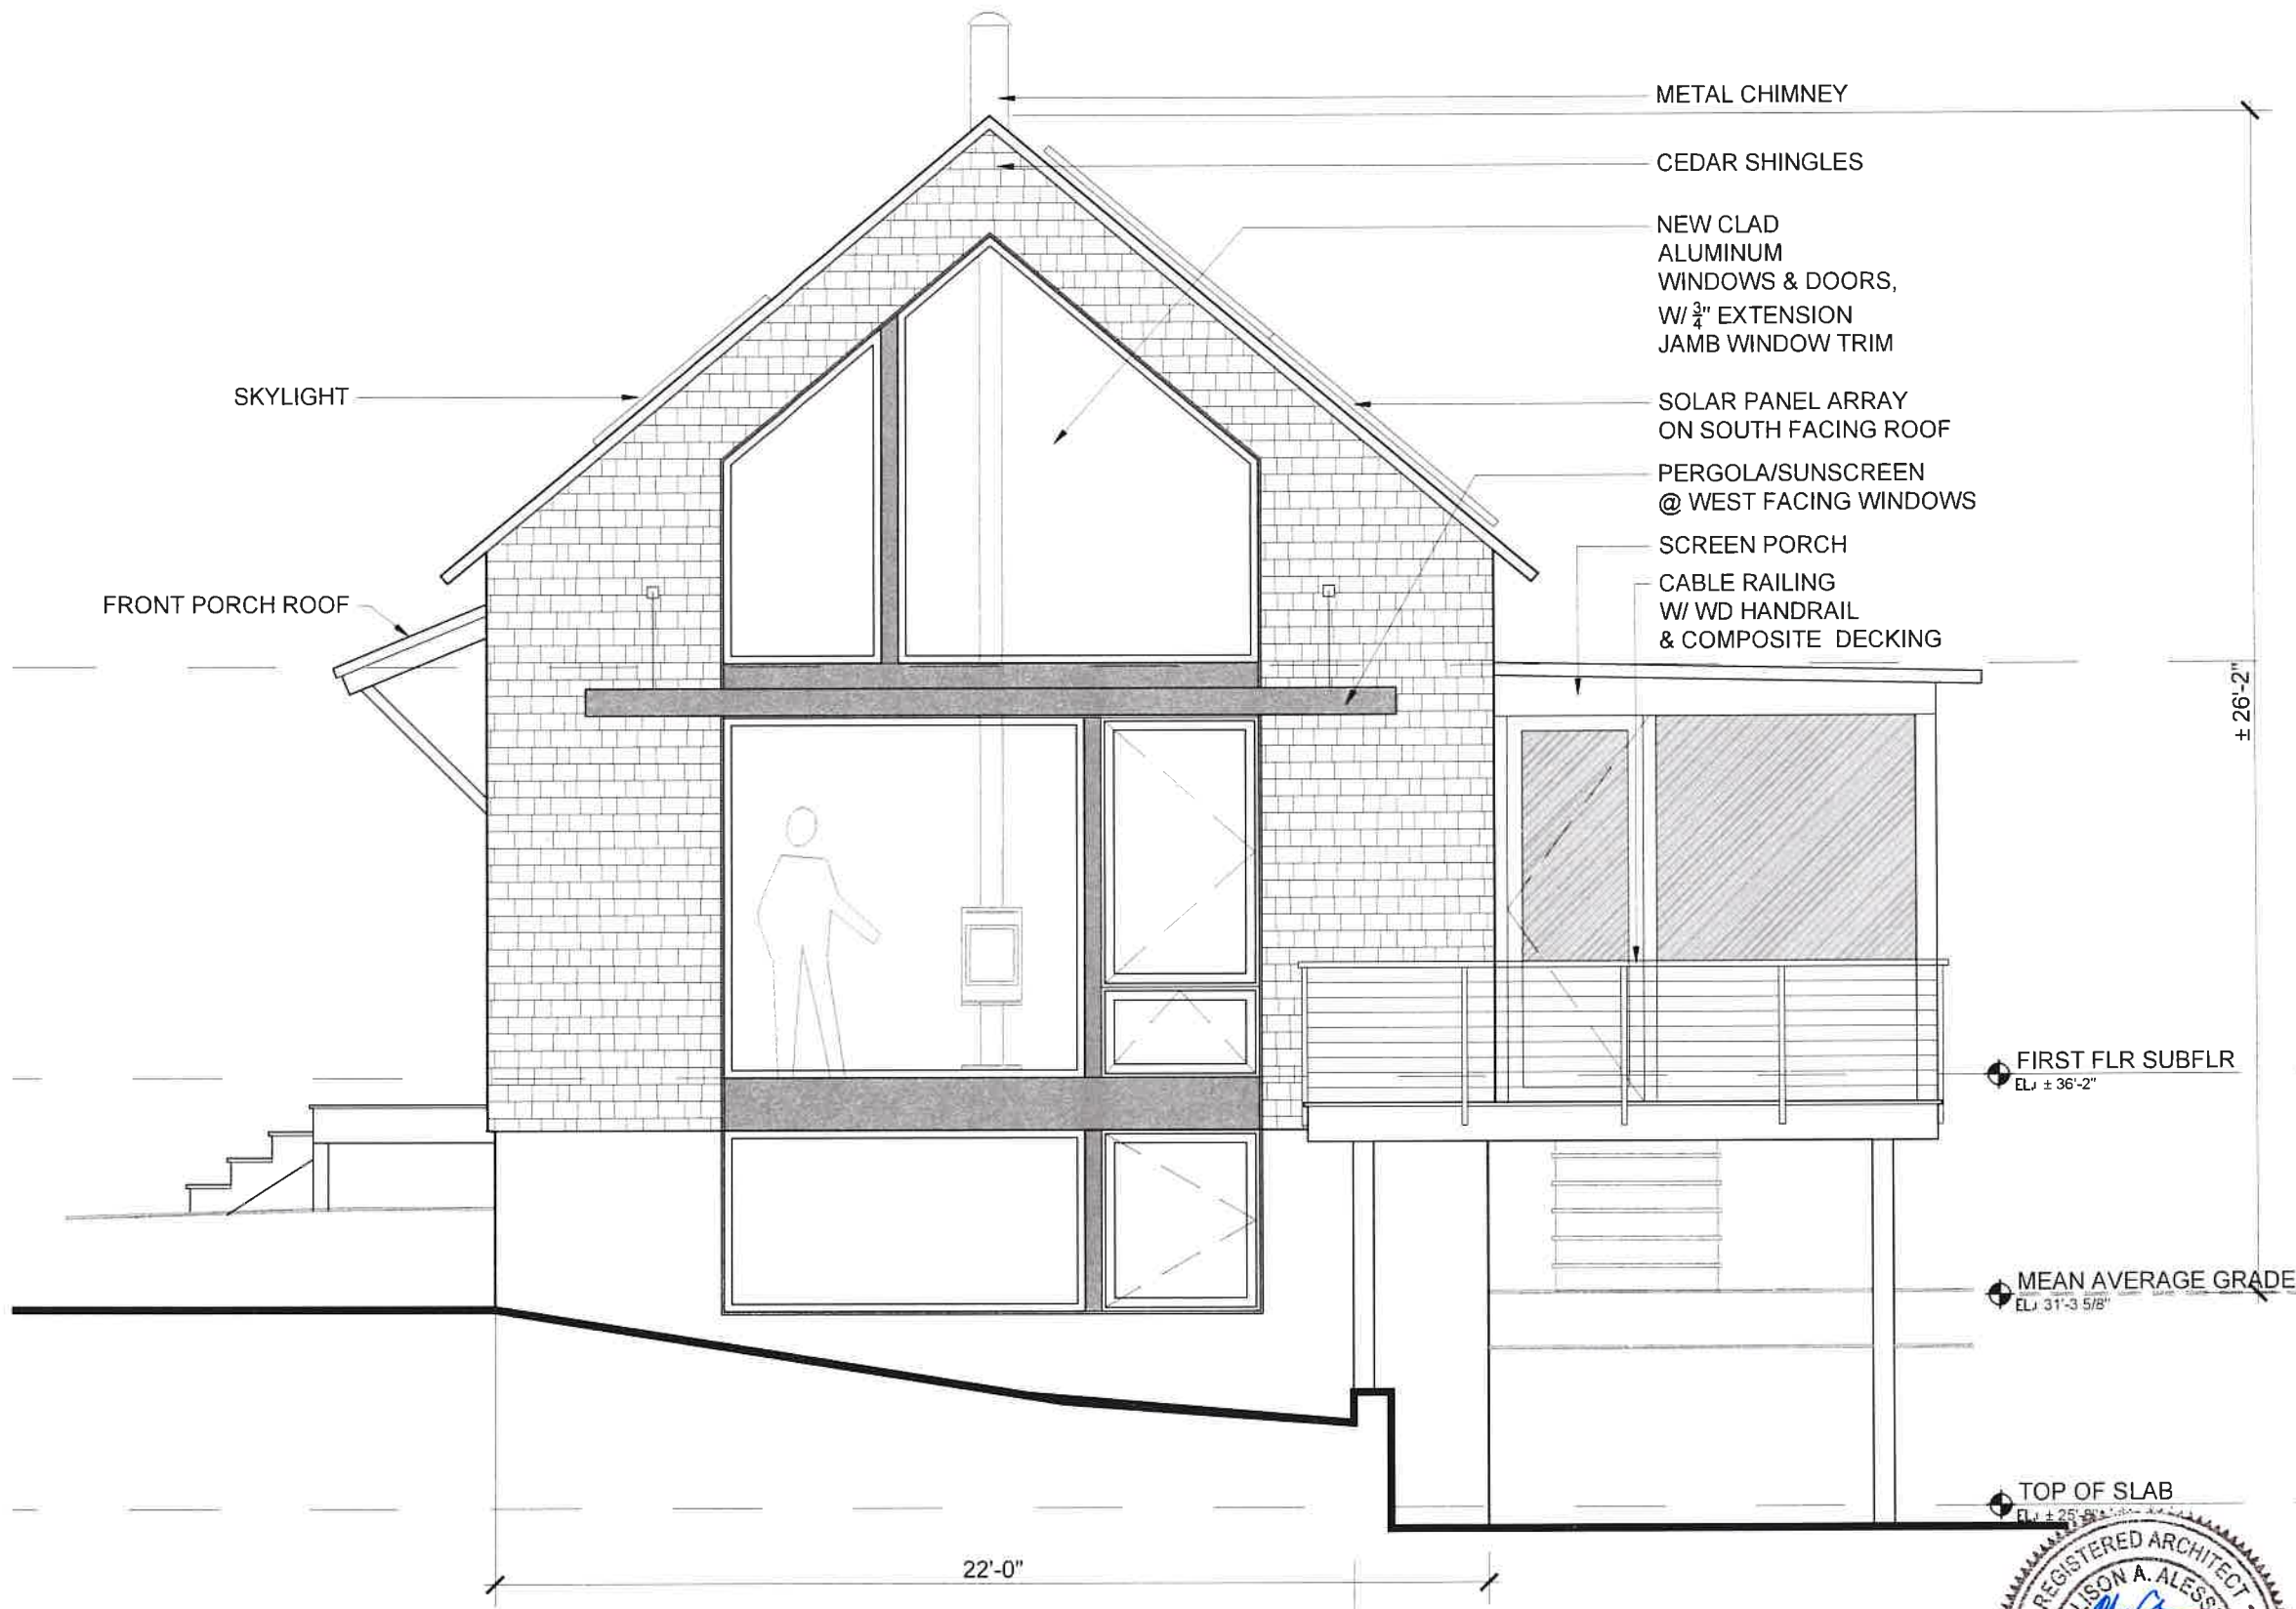 METAL CHIMNEY
CEDAR SHINGLES
NEW CLAD
ALUMINUM
WINDOWS & DOORS,
W/ 3/4" EXTENSION
JAMB WINDOW TRIM
SKYLIGHT
SOLAR PANEL ARRAY
ON SOUTH FACING ROOF
PERGOLA/SUNSCREEN
@ WEST FACING WINDOWS
SCREEN PORCH
CABLE RAILING
W/ WD HANDRAIL
& COMPOSITE DECKING
FRONT PORCH ROOF
± 26'-2"
FIRST FLR SUBFLR
EL: ± 36'-2"
MEAN AVERAGE GRADE
EL: 31'-3 5/8"
TOP OF SLAB
22'-0"
REGISTERED ARCHITECT